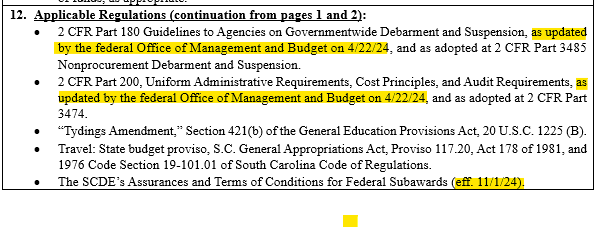 12. Applicable Regulations (continuation from pages 1 and 2):
• 2 CFR Part 180 Guidelines to Agencies on Governmentwide Debarment and Suspension, as updated
by the federal Office of Management and Budget on 4/22/24, and as adopted at 2 CFR Part 3485
Nonprocurement Debarment and Suspension.
• 2 CFR Part 200, Uniform Administrative Requirements, Cost Principles, and Audit Requirements, as
updated by the federal Office of Management and Budget on 4/22/24, and as adopted at 2 CFR Part
3474.
• “Tydings Amendment,” Section 421(b) of the General Education Provisions Act, 20 U.S.C. 1225 (B).
• Travel: State budget proviso, S.C. General Appropriations Act, Proviso 117.20, Act 178 of 1981, and
1976 Code Section 19-101.01 of South Carolina Code of Regulations.
• The SCDE’s Assurances and Terms of Conditions for Federal Subawards (eff. 11/1/24).